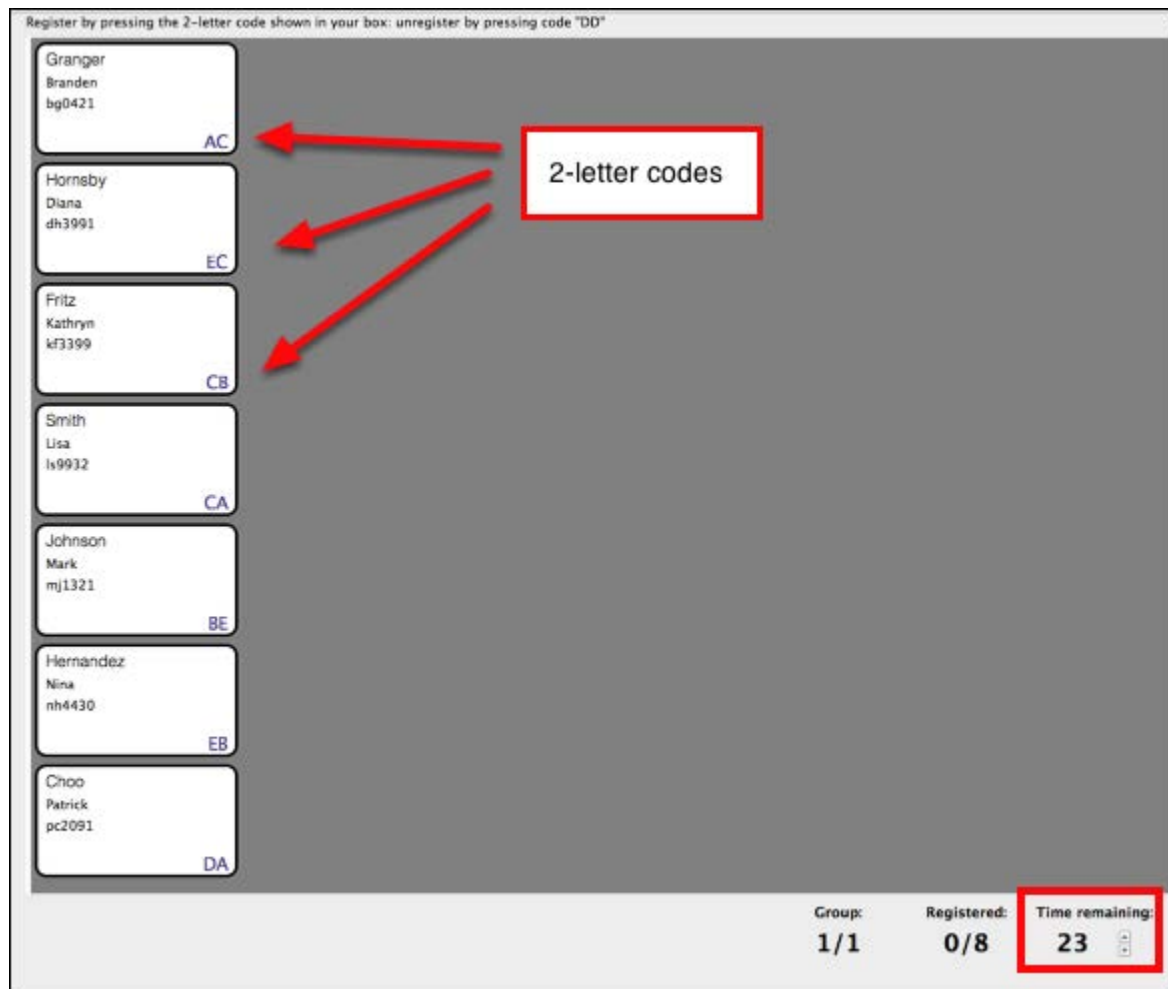 Register by pressing the 2-letter code shown in your box: unregister by pressing code "DD"
Granger
Branden
bg0421
AC
2-letter codes
Hornsby
Diana
dh3991
EC
Fritz
Kathryn
kf3399
CB
Smith
Lisa
ls9932
CA
Johnson
Mark
mj1321
BE
Hernandez
Nina
nh4430
EB
Choo
Patrick
pc2091
DA
Group: Registered: Time remaining:
1/1 0/8 23